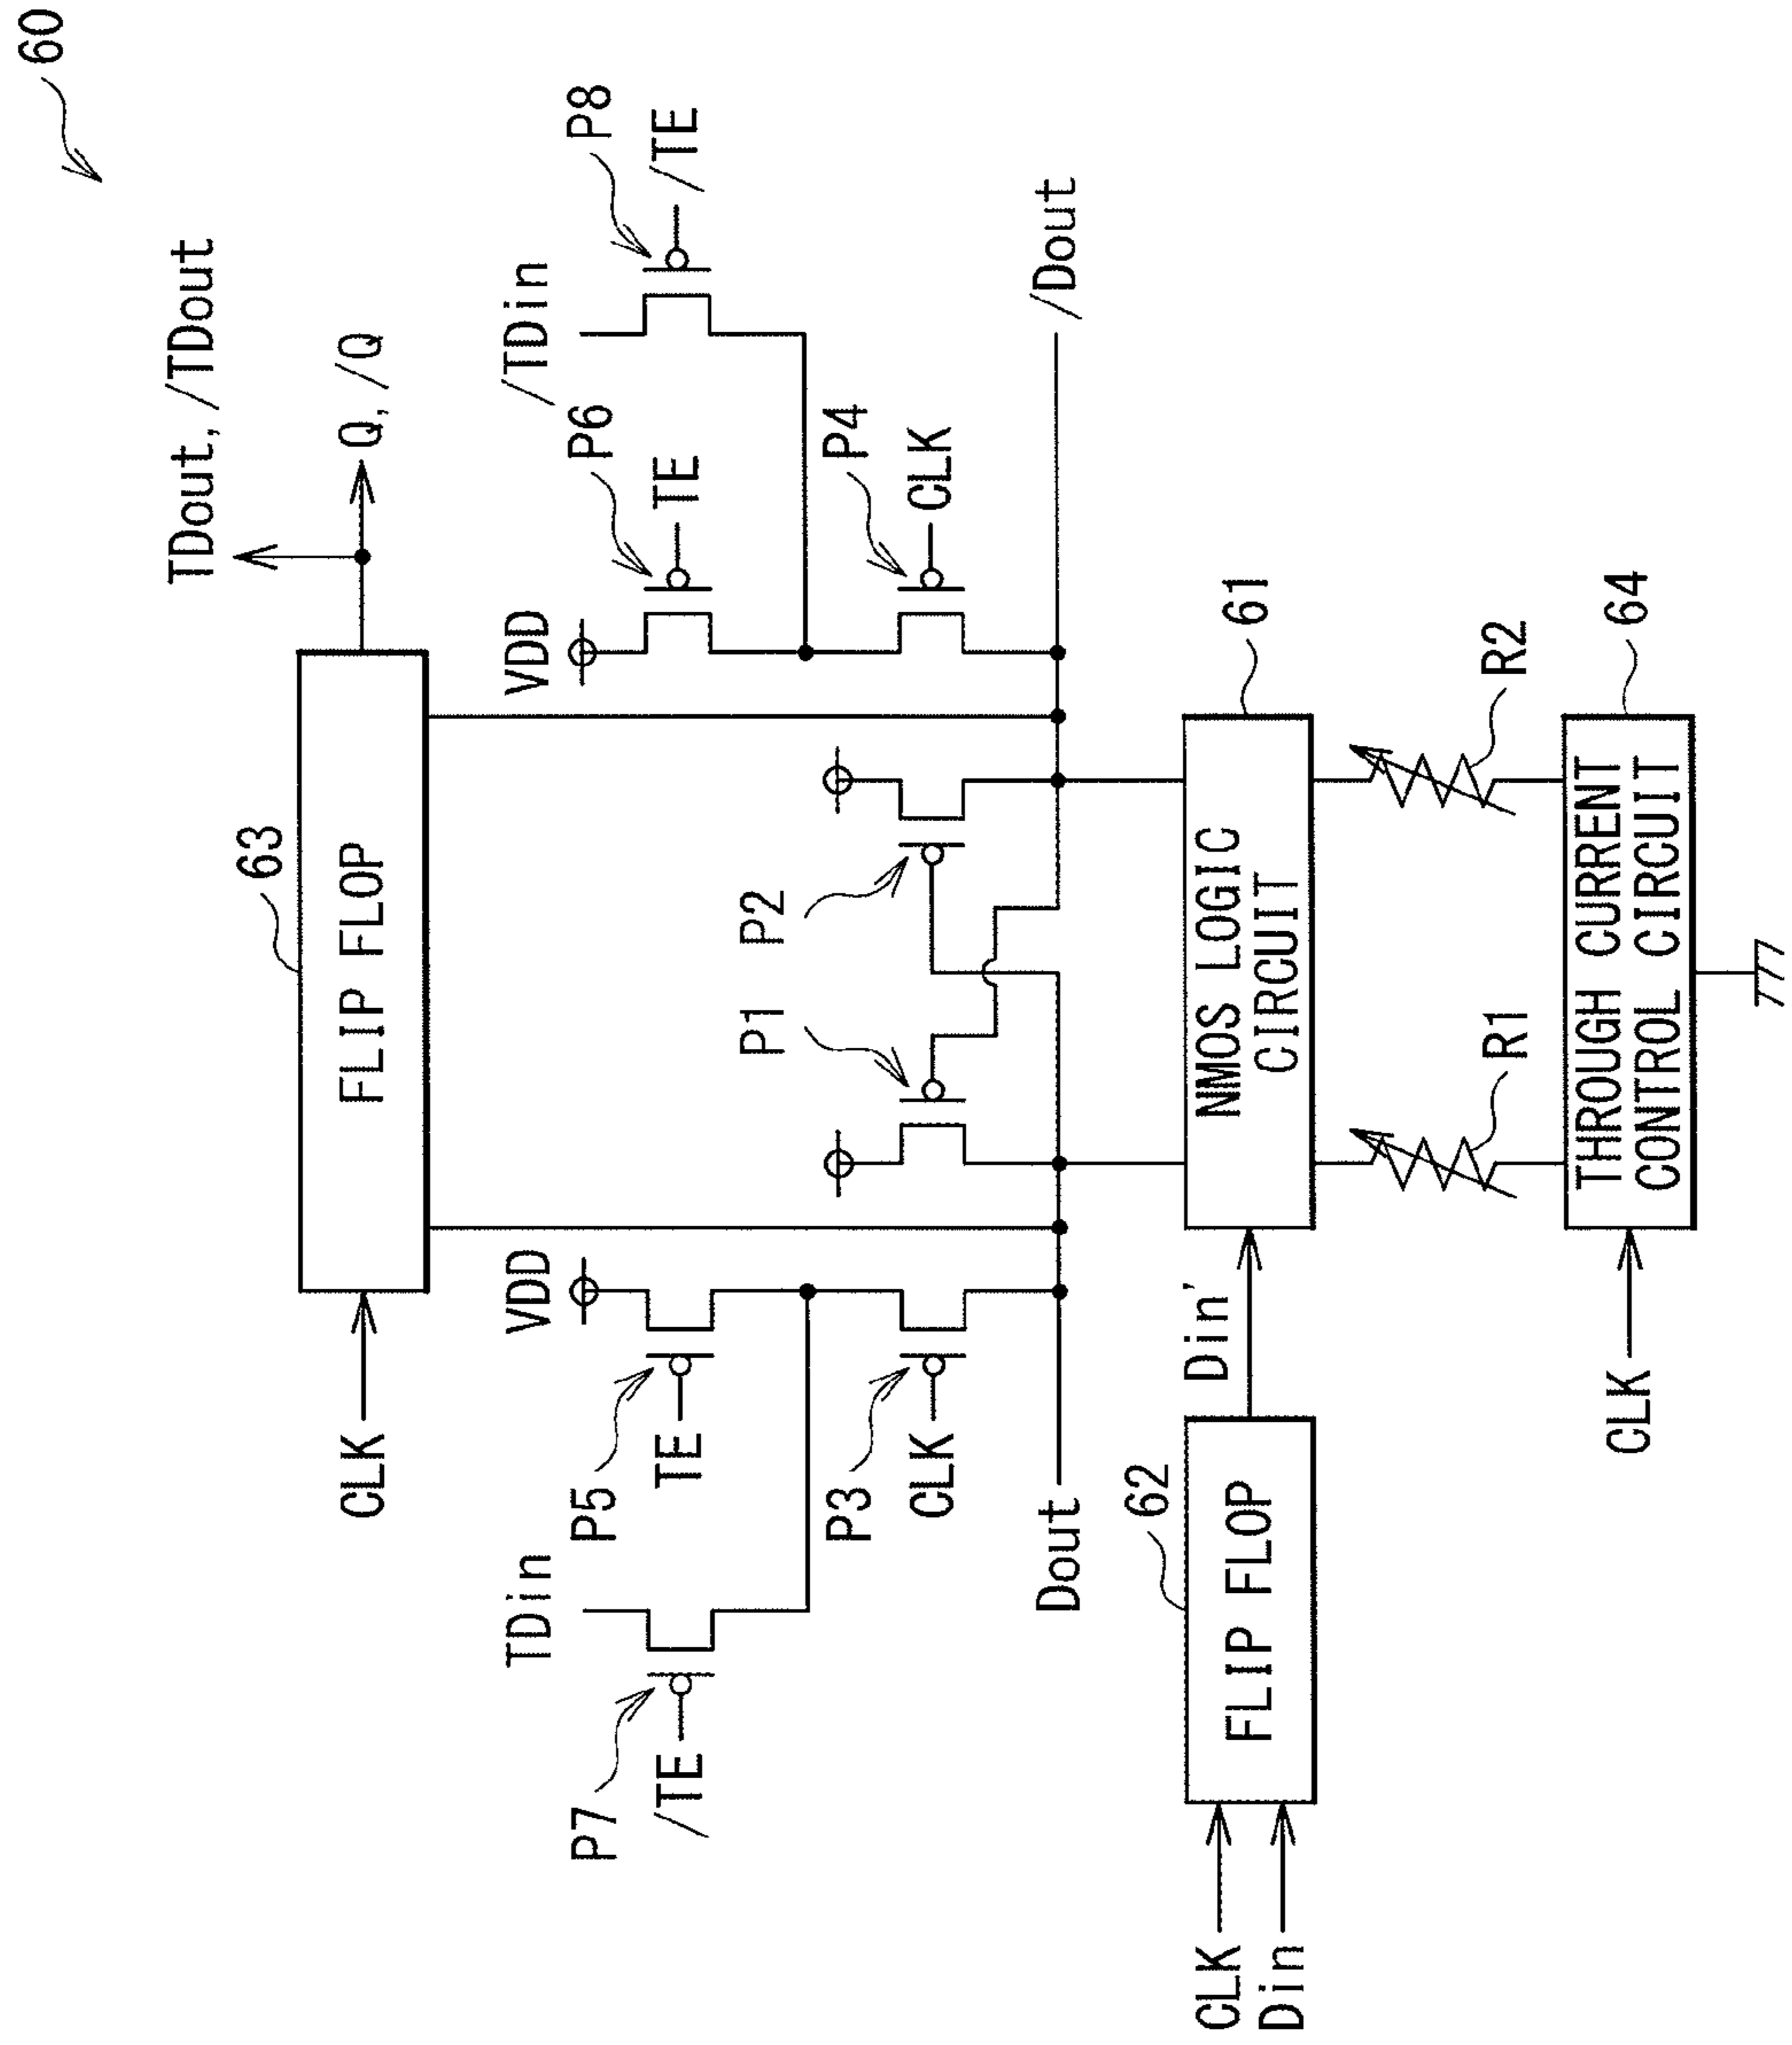 60
TDout,/TDout
Q,/Q
63
FLIP FLOP
CLK
VDD
VDD
TDin
/TDin
P5
P6
P7
P8
TE
TE
/TE
/TE
P1
P2
P3
P4
CLK
CLK
Dout
/Dout
62
FLIP FLOP
CLK
Din
Din'
61
NMOS LOGIC
CIRCUIT
R1
R2
64
THROUGH CURRENT
CONTROL CIRCUIT
CLK